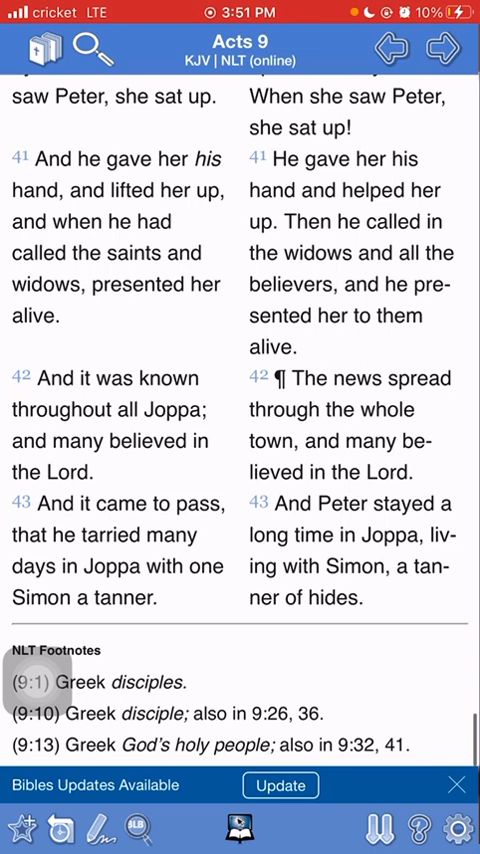 cricket LTE
3:51 PM
10%
Acts 9
KJV | NLT (online)
saw Peter, she sat up.
41 And he gave her his
hand, and lifted her up,
and when he had
called the saints and
widows, presented her
alive.
42 And it was known
throughout all Joppa;
and many believed in
the Lord.
43 And it came to pass,
that he tarried many
days in Joppa with one
Simon a tanner.
When she saw Peter,
she sat up!
41 He gave her his
hand and helped her
up. Then he called in
the widows and all the
believers, and he pre-
sented her to them
alive.
42 ¶ The news spread
through the whole
town, and many be-
lieved in the Lord.
43 And Peter stayed a
long time in Joppa, liv-
ing with Simon, a tan-
ner of hides.
NLT Footnotes
(9:1) Greek disciples.
(9:10) Greek disciple; also in 9:26, 36.
(9:13) Greek God's holy people; also in 9:32, 41.
Bibles Updates Available
Update
BLB